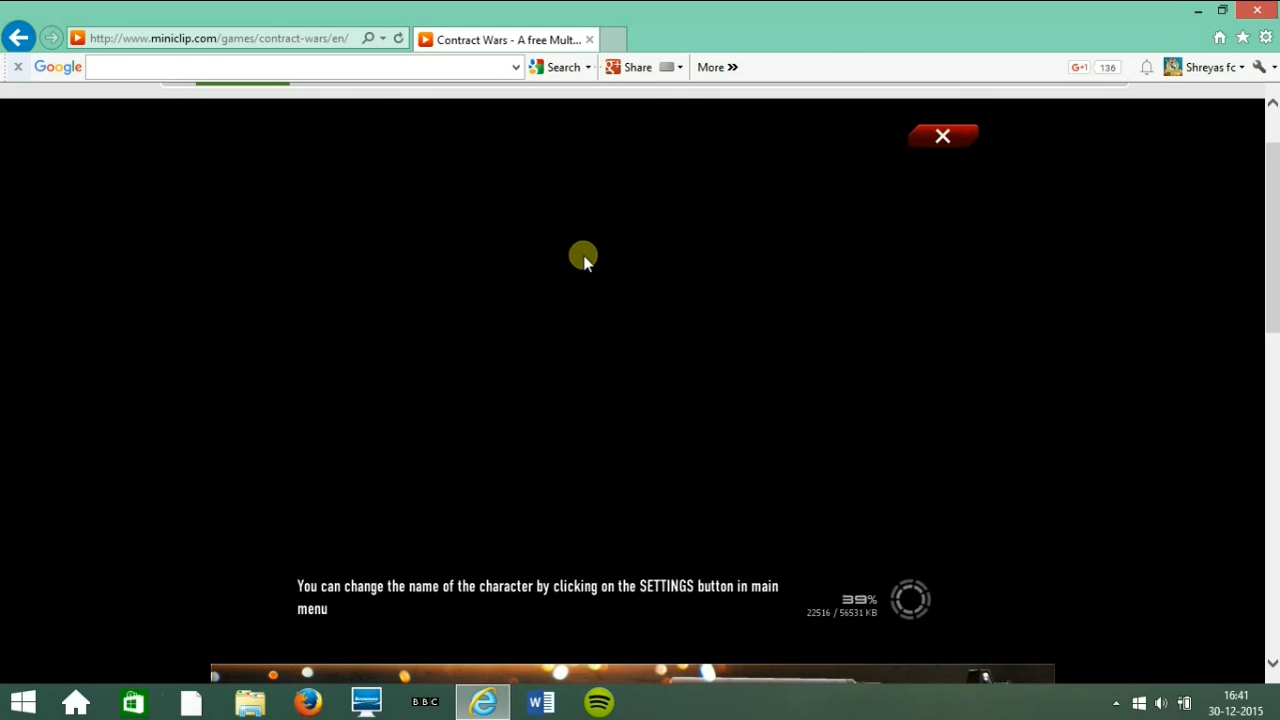 http://www.miniclip.com/games/contract-wars/en/
Contract Wars - A free Mult...
Google
Search
Share
More »
G+1
136
Shreyas fc
You can change the name of the character by clicking on the SETTINGS button in main
menu
39%
22516 / 56531 KB
BBC
16:41
30-12-2015